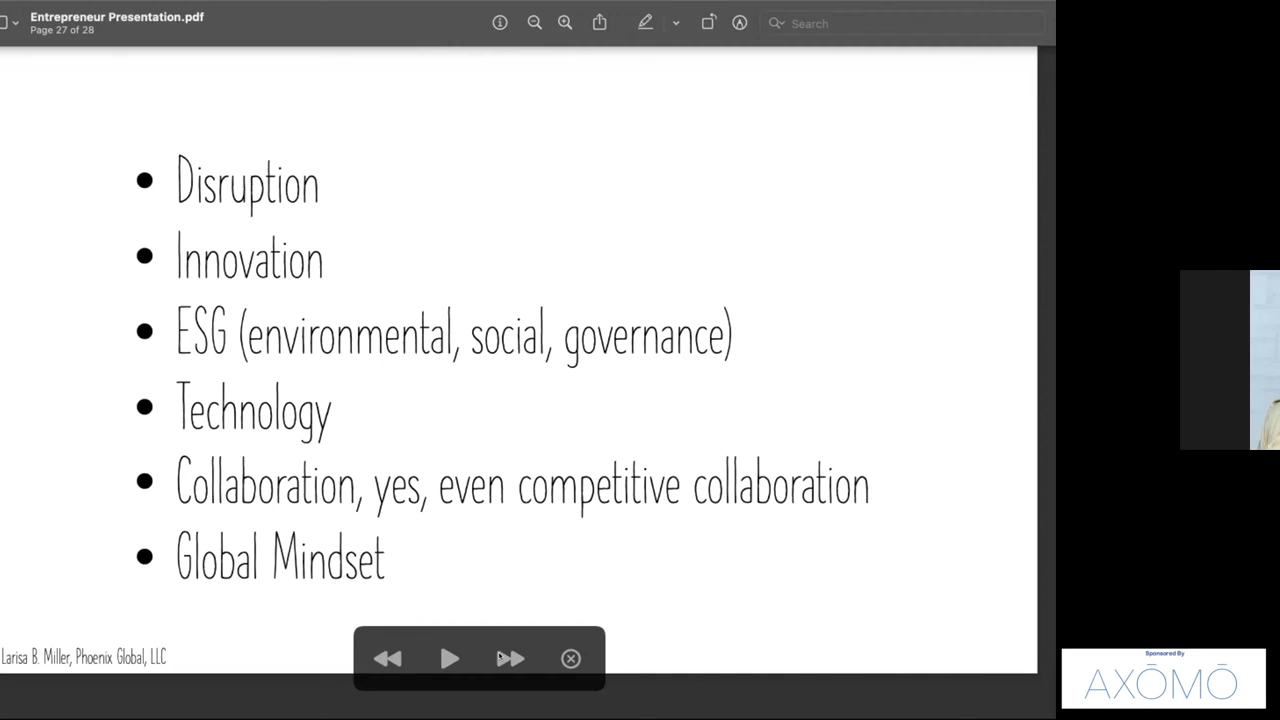 Entrepreneur Presentation.pdf
Page 27 of 28
Search
• Disruption
• Innovation
• ESG (environmental, social, governance)
• Technology
• Collaboration, yes, even competitive collaboration
• Global Mindset
Larisa B. Miller, Phoenix Global, LLC
Sponsored By
AXŌMŌ